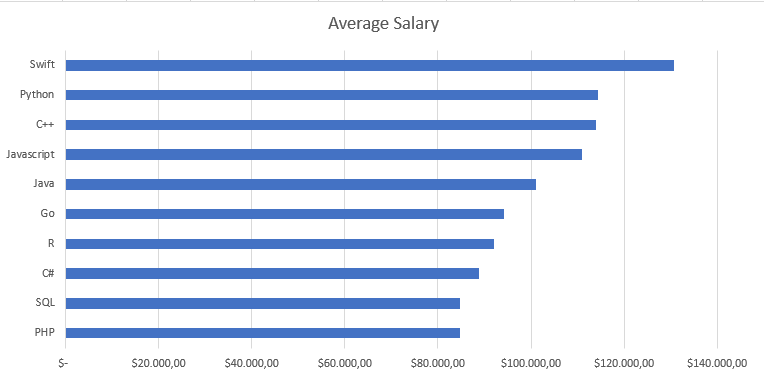 Average Salary
Swift
Python
C++
Javascript
Java
Go
R
C#
SQL
PHP
$- $20.000,00 $40.000,00 $60.000,00 $80.000,00 $100.000,00 $120.000,00 $140.000,00